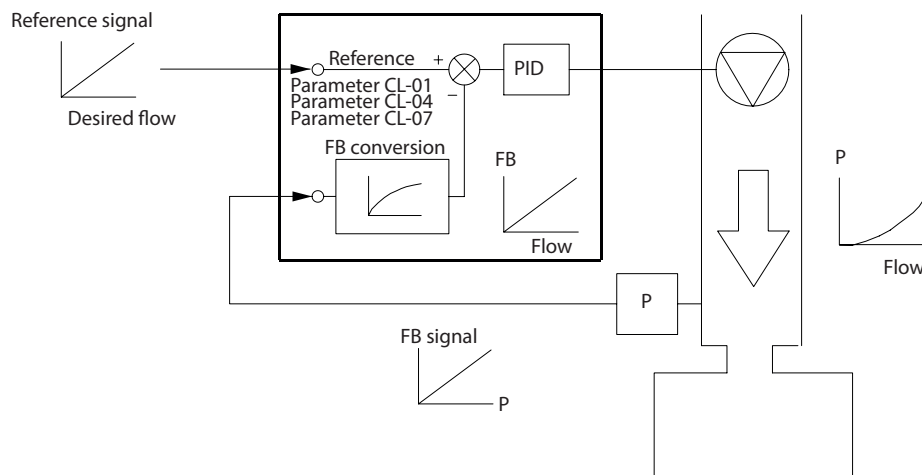 Reference signal
Desired flow
Reference
+
–
PID
Parameter CL-01
Parameter CL-04
Parameter CL-07
FB conversion
FB
Flow
P
Flow
P
FB signal
P